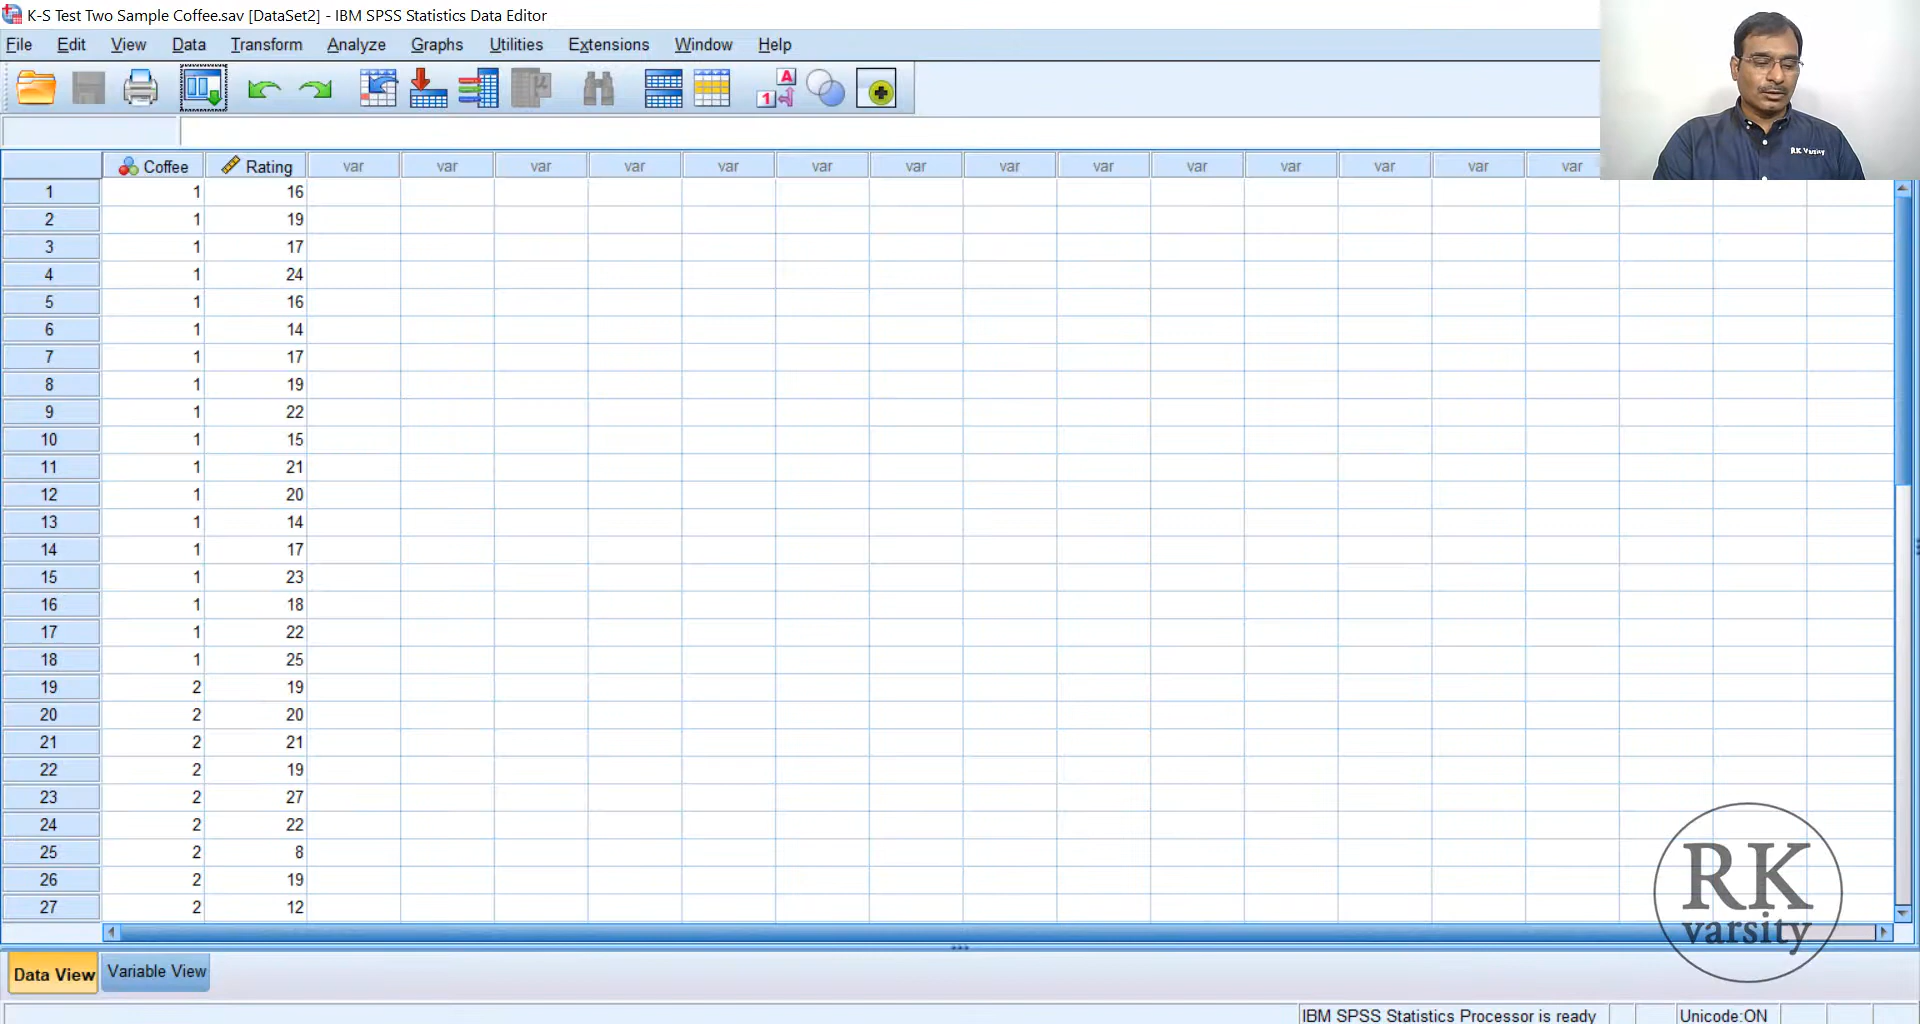 K-S Test Two Sample Coffee.sav [DataSet2] - IBM SPSS Statistics Data Editor
File Edit View Data Transform Analyze Graphs Utilities Extensions Window Help
A
1
RK Varsity
Coffee Rating var var var var var var var var var var var var var var
1 1 16
2 1 19
3 1 17
4 1 24
5 1 16
6 1 14
7 1 17
8 1 19
9 1 22
10 1 15
11 1 21
12 1 20
13 1 14
14 1 17
15 1 23
16 1 18
17 1 22
18 1 25
19 2 19
20 2 20
21 2 21
22 2 19
23 2 27
24 2 22
25 2 8
26 2 19
27 2 12
RK
varsity
Data View Variable View
IBM SPSS Statistics Processor is ready Unicode:ON